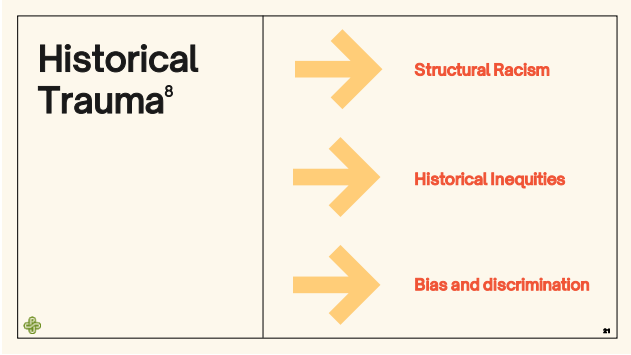 Historical
Trauma⁸
Structural Racism
Historical Inequities
Bias and discrimination
21